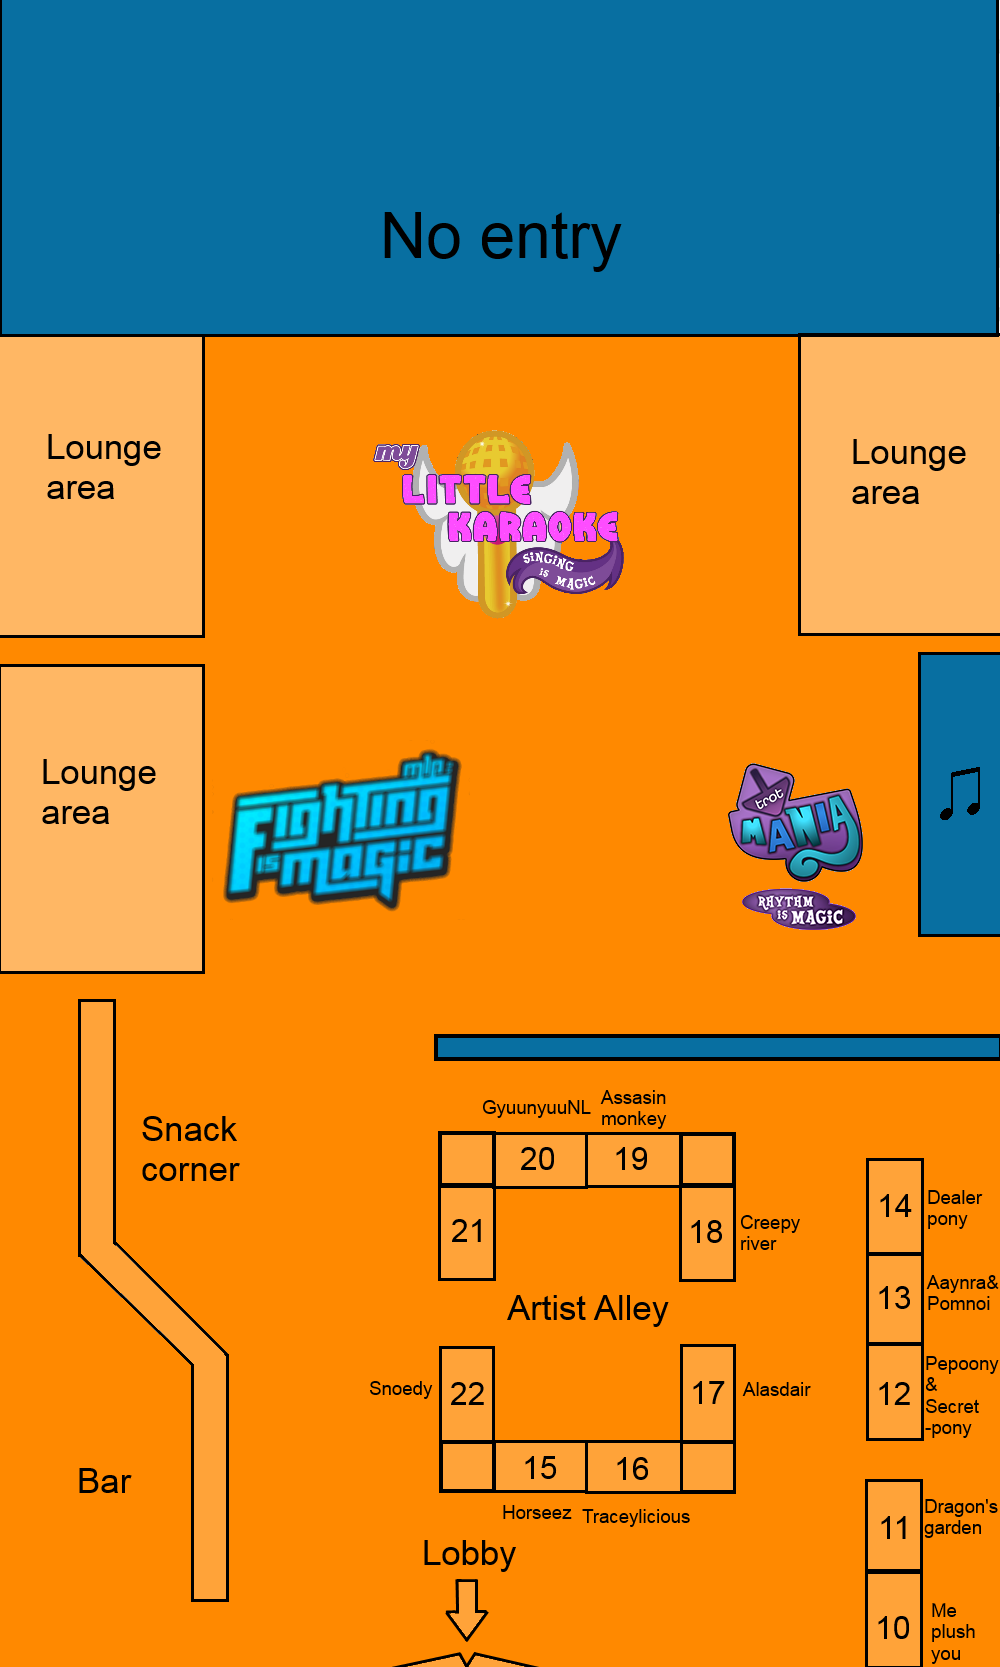 No entry
Lounge
area
Lounge
area
my
LITTLE
KARAOKE
SINGING
IS MAGIC
Lounge
area
mlp:
FIGHTING
IS MAGIC
trot
MANIA
RHYTHM
IS MAGIC
Snack
corner
GyuunyuuNL
Assasin
monkey
20
19
21
18
Creepy
river
14
Dealer
pony
13
Aaynra&
Pomnoi
Artist Alley
Snoedy
22
17
Alasdair
12
Pepoony
&
Secret
-pony
15
16
Horseez
Traceylicious
Bar
Lobby
11
Dragon's
garden
10
Me
plush
you